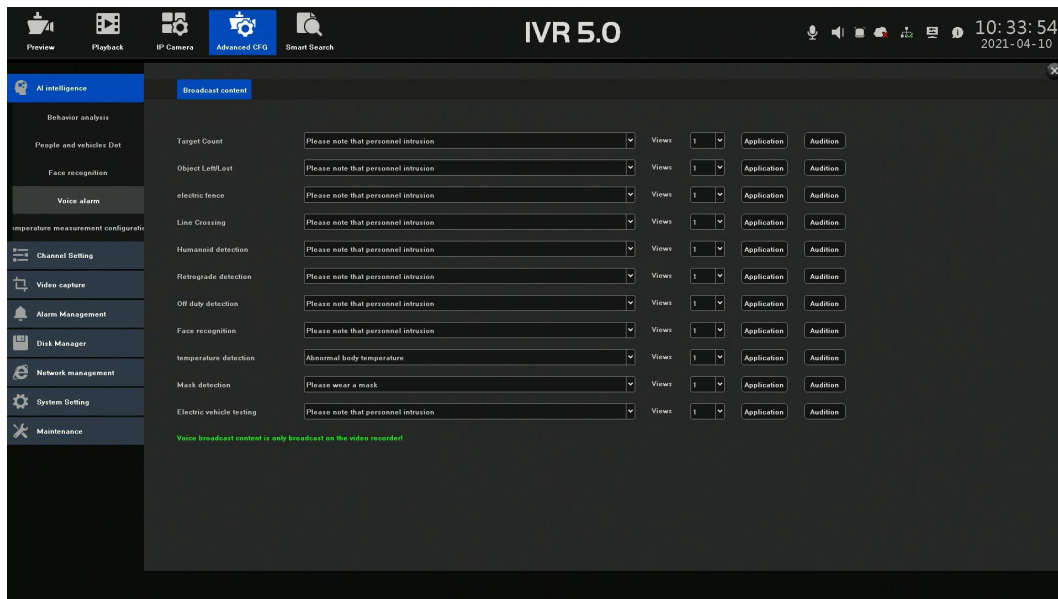 IVR 5.0
10:33:54
2021-04-10
Preview
Playback
IP Camera
Advanced CFG
Smart Search
AI intelligence
Behavior analysis
People and vehicles Det
Face recognition
Voice alarm
emperature measurement configuratio
Channel Setting
Video capture
Alarm Management
Disk Manager
Network management
System Setting
Maintenance
Broadcast content
Target Count Please note that personnel intrusion Views 1 Application Audition
Object Left/Lost Please note that personnel intrusion Views 1 Application Audition
electric fence Please note that personnel intrusion Views 1 Application Audition
Line Crossing Please note that personnel intrusion Views 1 Application Audition
Humanoid detection Please note that personnel intrusion Views 1 Application Audition
Retrograde detection Please note that personnel intrusion Views 1 Application Audition
Off duty detection Please note that personnel intrusion Views 1 Application Audition
Face recognition Please note that personnel intrusion Views 1 Application Audition
temperature detection Abnormal body temperature Views 1 Application Audition
Mask detection Please wear a mask Views 1 Application Audition
Electric vehicle testing Please note that personnel intrusion Views 1 Application Audition
Voice broadcast content is only broadcast on the video recorder!